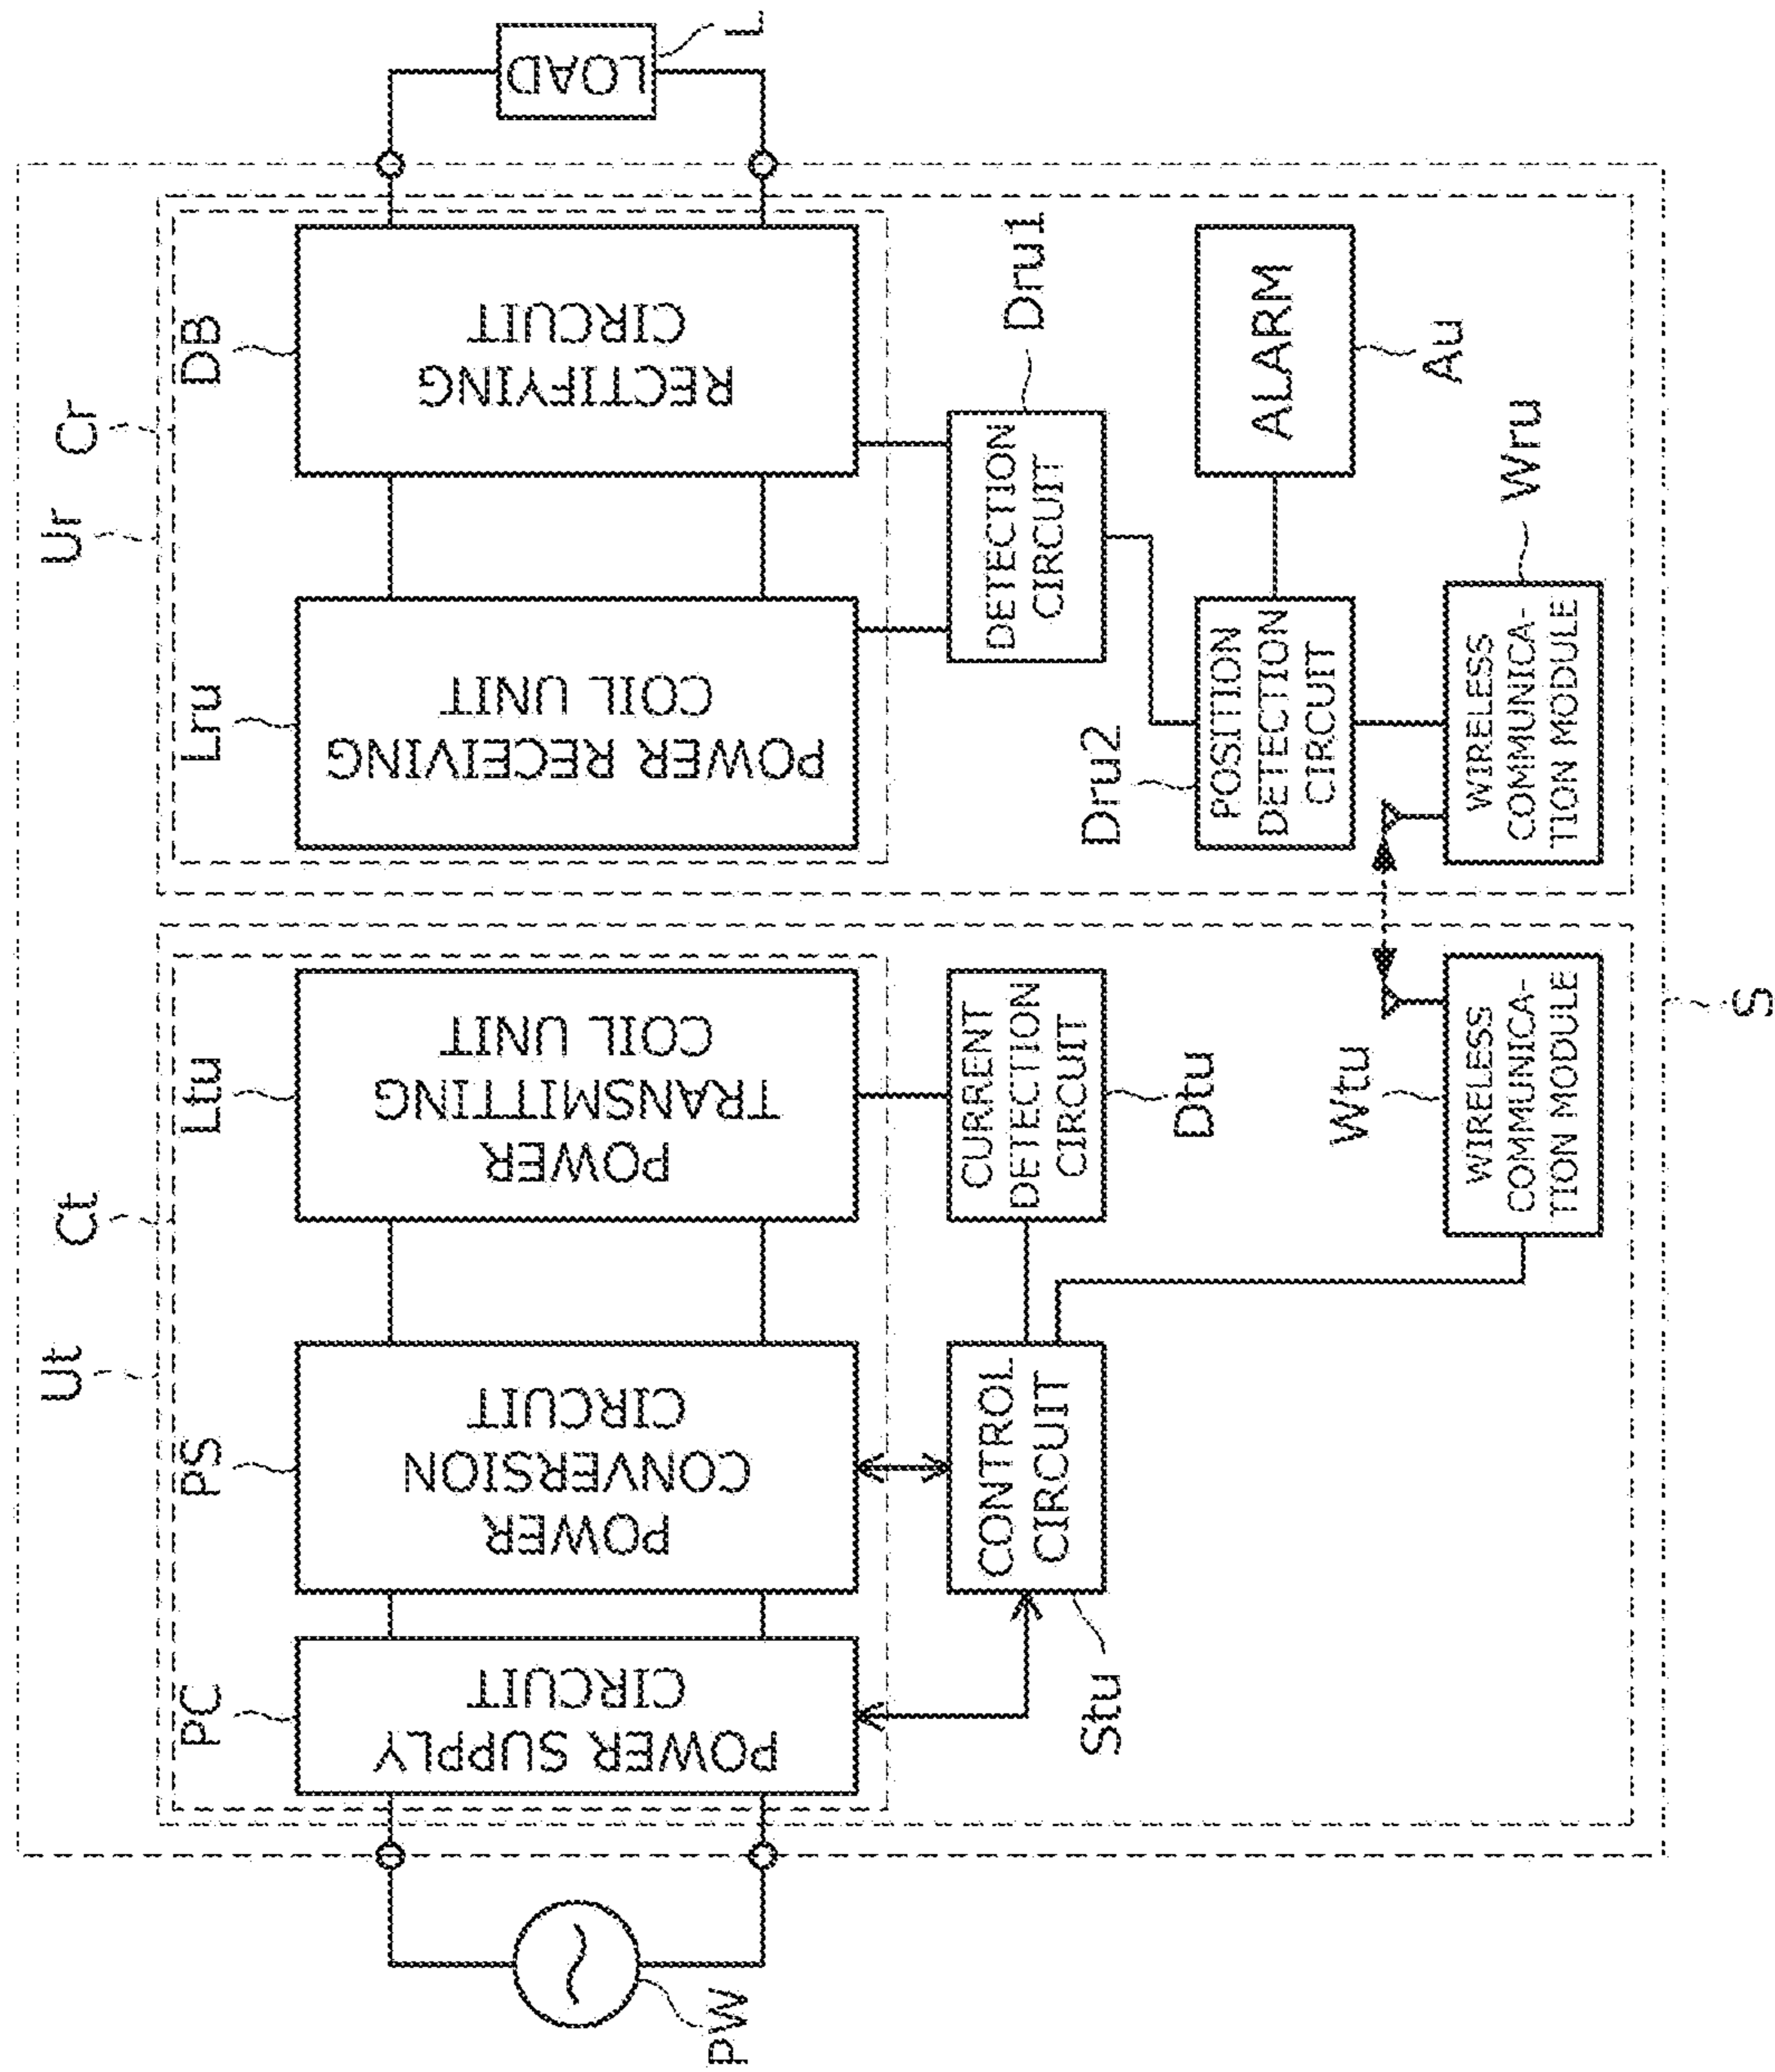 Ut
Ct
Ur
Cr
PC
PS
Ltu
Lru
DB
POWER SUPPLY
CIRCUIT
POWER
CONVERSION
CIRCUIT
POWER
TRANSMITTING
COIL UNIT
POWER RECEIVING
COIL UNIT
RECTIFYING
CIRCUIT
PW
LOAD
L
CONTROL
CIRCUIT
CURRENT
DETECTION
CIRCUIT
DETECTION
CIRCUIT
Dru1
Stu
Dtu
Dru2
POSITION
DETECTION
CIRCUIT
ALARM
Wtu
Au
WIRELESS
COMMUNICA-
TION MODULE
WIRELESS
COMMUNICA-
TION MODULE
Wru
S